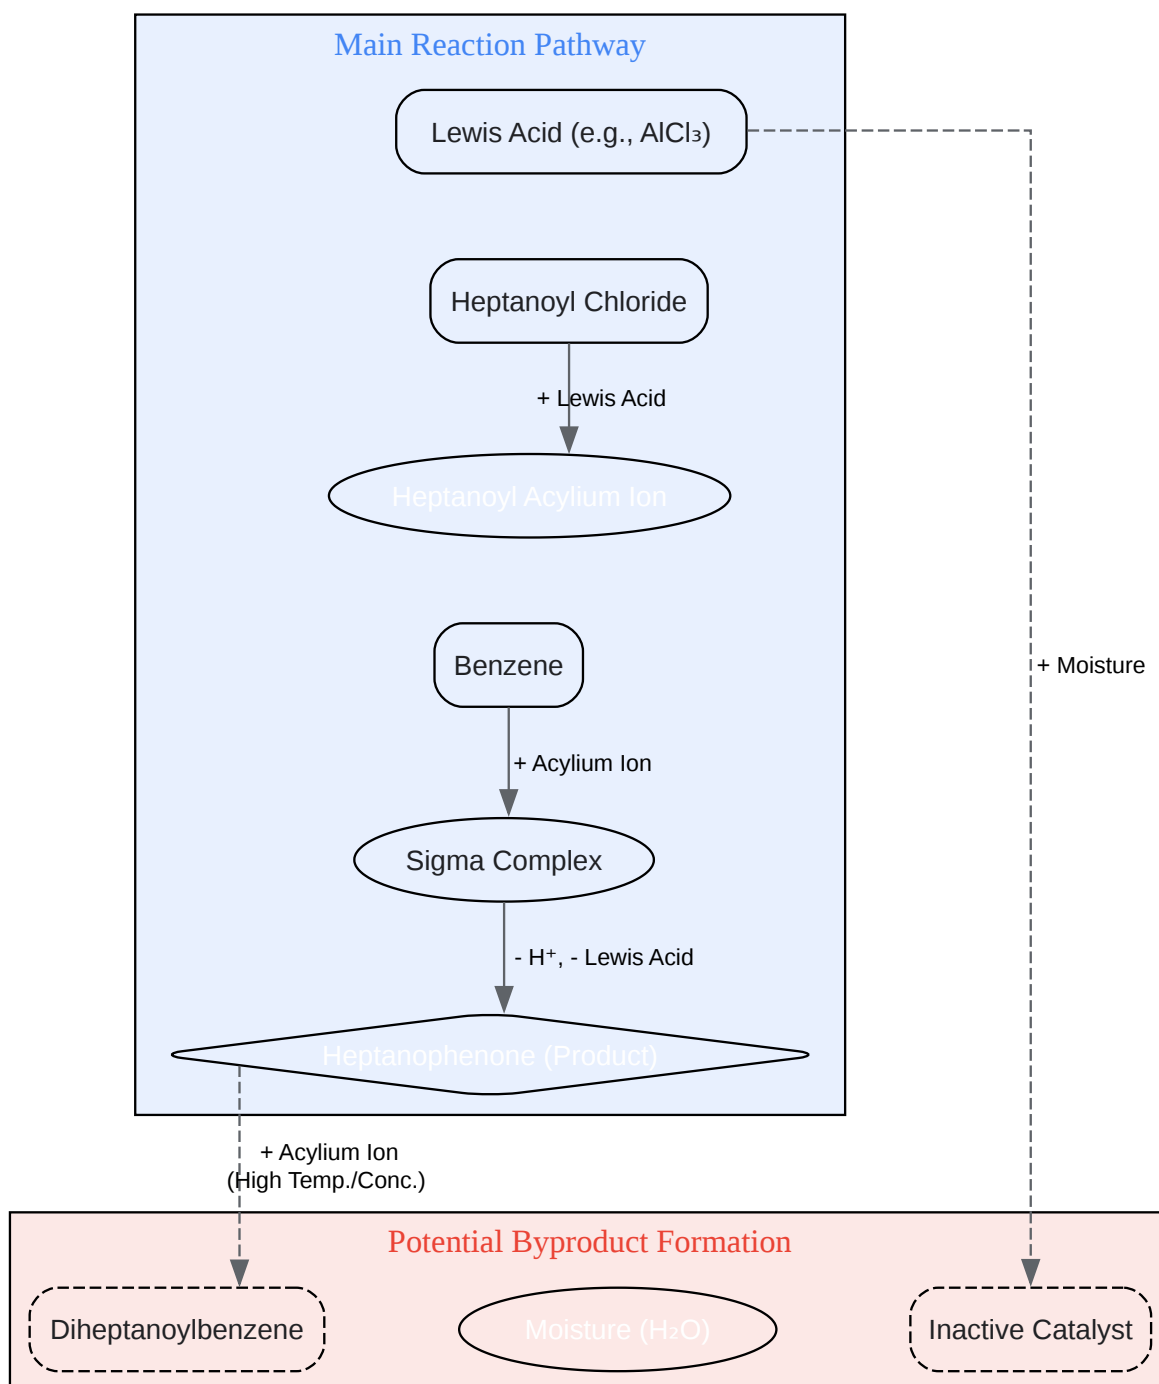 Main Reaction Pathway
Lewis Acid (e.g., AlCl₃)
Heptanoyl Chloride
+ Lewis Acid
Heptanoyl Acylium Ion
Benzene
+ Moisture
+ Acylium Ion
Sigma Complex
- H⁺, - Lewis Acid
Heptanophenone (Product)
+ Acylium Ion
(High Temp./Conc.)
Potential Byproduct Formation
Diheptanoylbenzene
Moisture (H₂O)
Inactive Catalyst